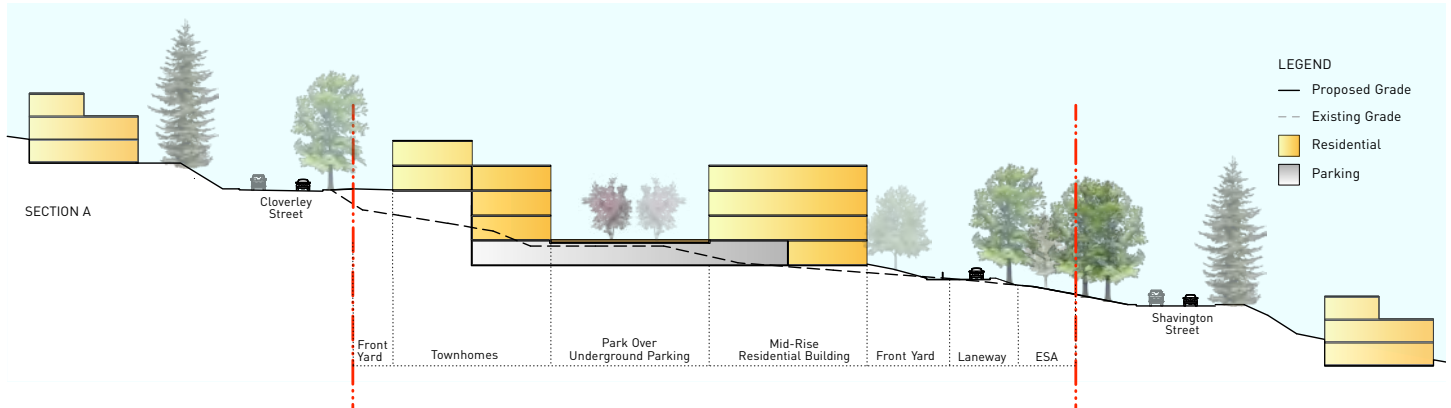 LEGEND
Proposed Grade
Existing Grade
Residential
Parking
SECTION A
Cloverley
Street
Shavington
Street
Front
Yard
Townhomes
Park Over
Underground Parking
Mid-Rise
Residential Building
Front Yard
Laneway
ESA